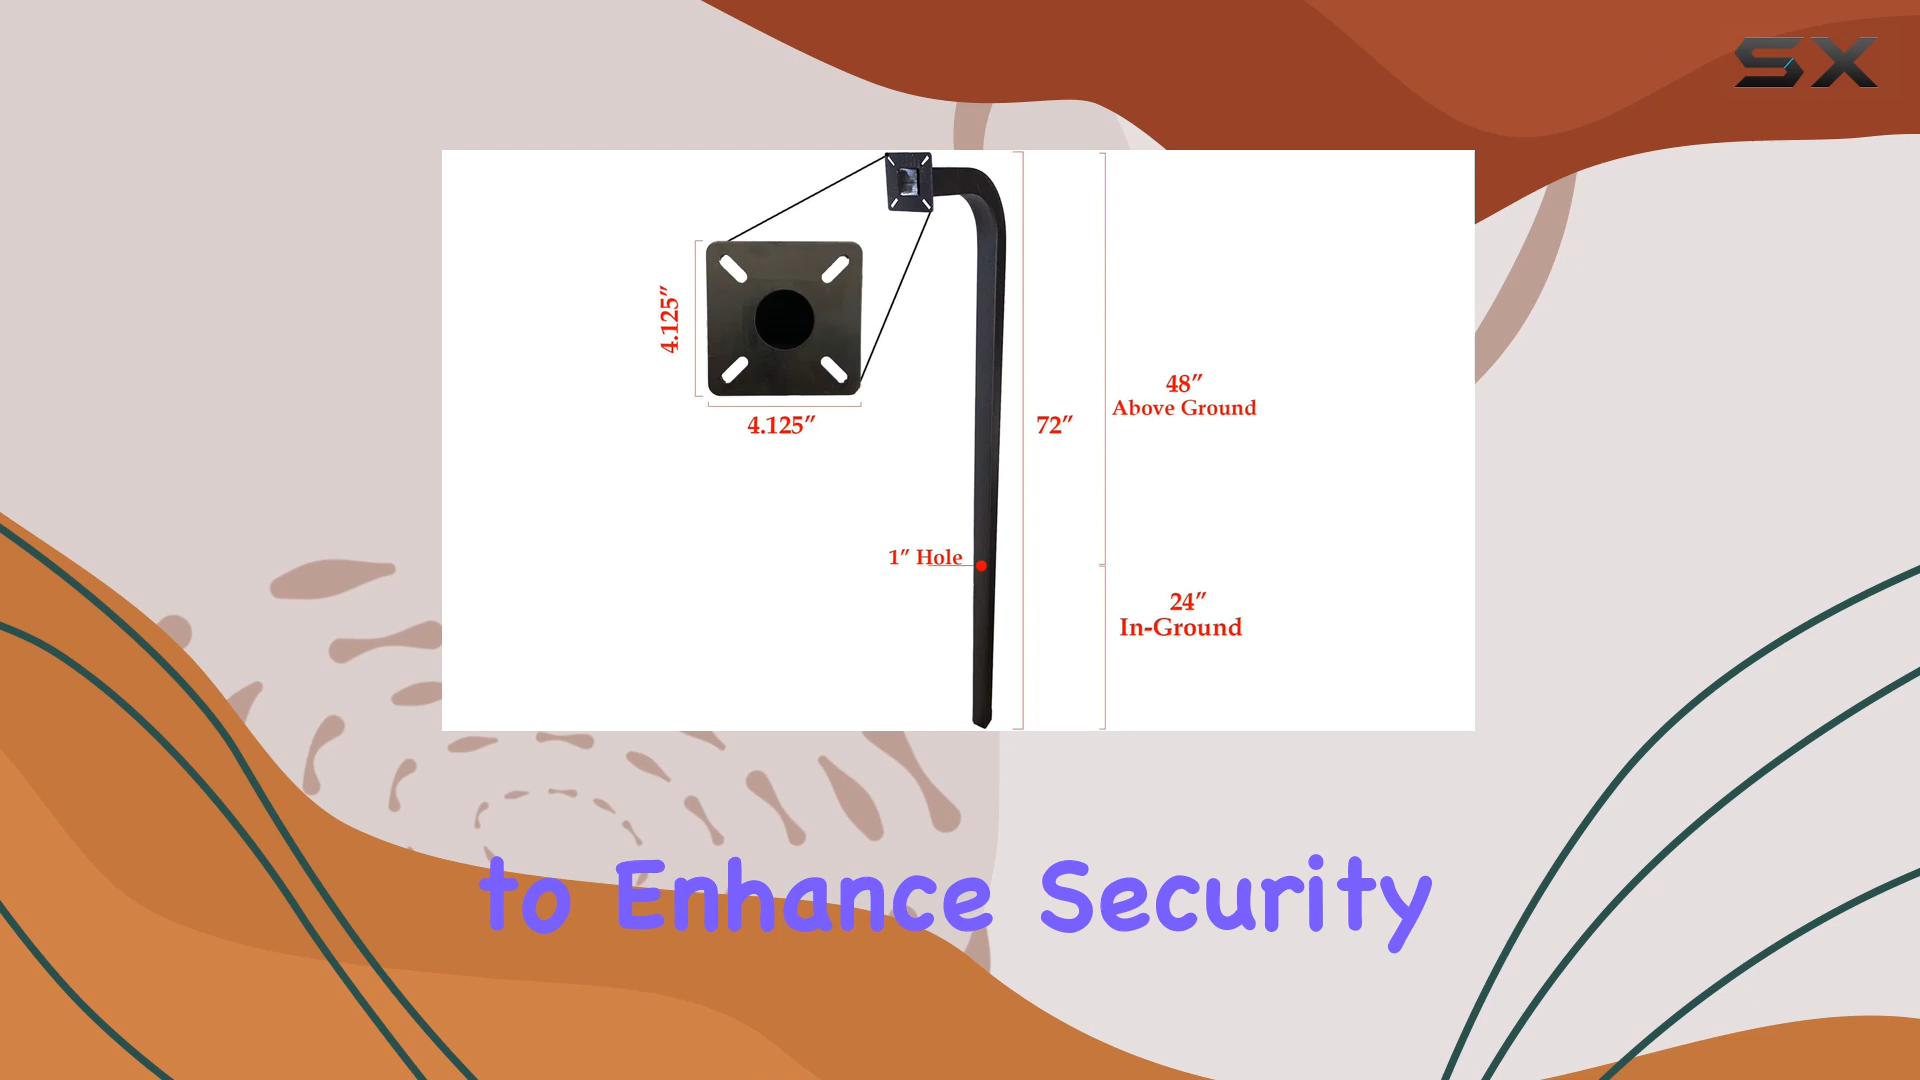 SX
4.125”
4.125”
72”
48”
Above Ground
1” Hole
24”
In-Ground
to Enhance Security